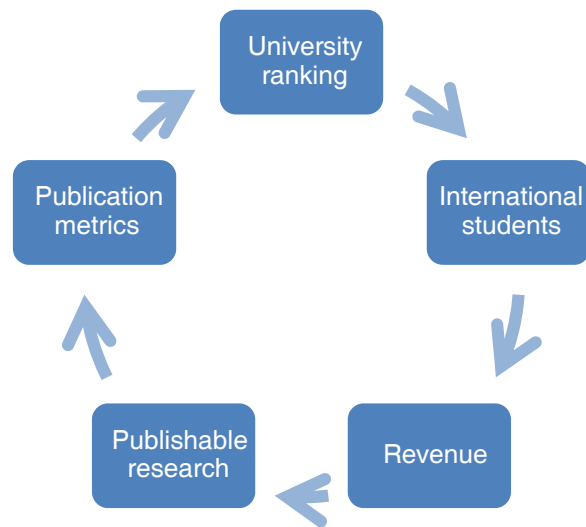 University
ranking
International
students
Revenue
Publishable
research
Publication
metrics